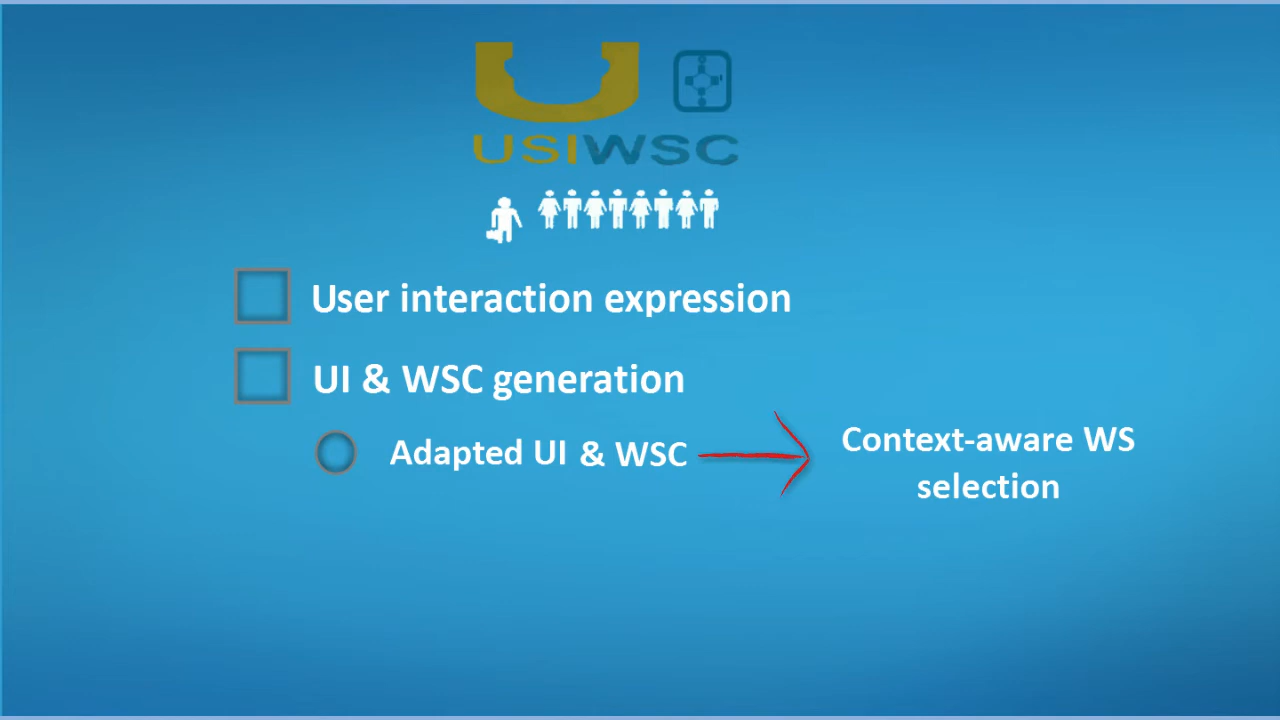 USIWSC
User interaction expression
UI & WSC generation
Adapted UI & WSC
Context-aware WS
selection